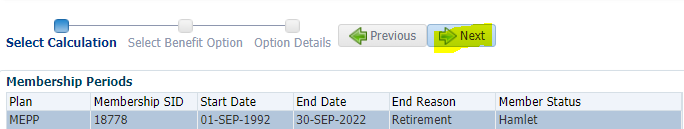 Select Calculation Select Benefit Option Option Details Previous Next
Membership Periods
Plan Membership SID Start Date End Date End Reason Member Status
MEPP 18778 01-SEP-1992 30-SEP-2022 Retirement Hamlet